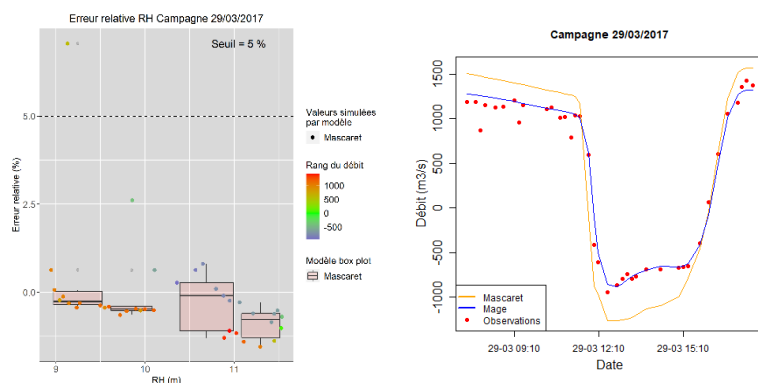 Erreur relative RH Campagne 29/03/2017
Seuil = 5 %
5.0
2.5
0.0
Erreur relative (%)
9
10
11
RH (m)
Valeurs simulées
par modèle
Mascaret
Rang du débit
1000
500
0
-500
Modèle box plot
Mascaret
Campagne 29/03/2017
1500
1000
500
0
-1000
Débit (m3/s)
Mascaret
Mage
Observations
29-03 09:10
29-03 12:10
29-03 15:10
Date